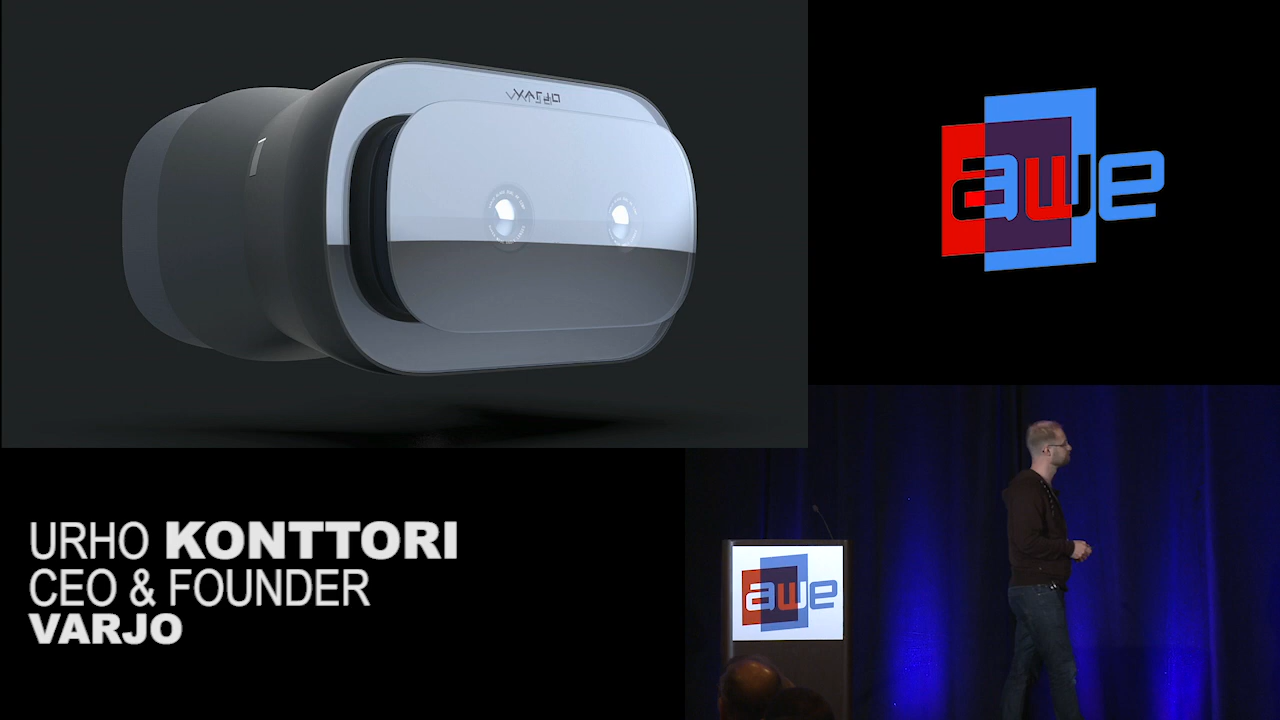 VARJO
awe
URHO KONTTORI
CEO & FOUNDER
VARJO
awe